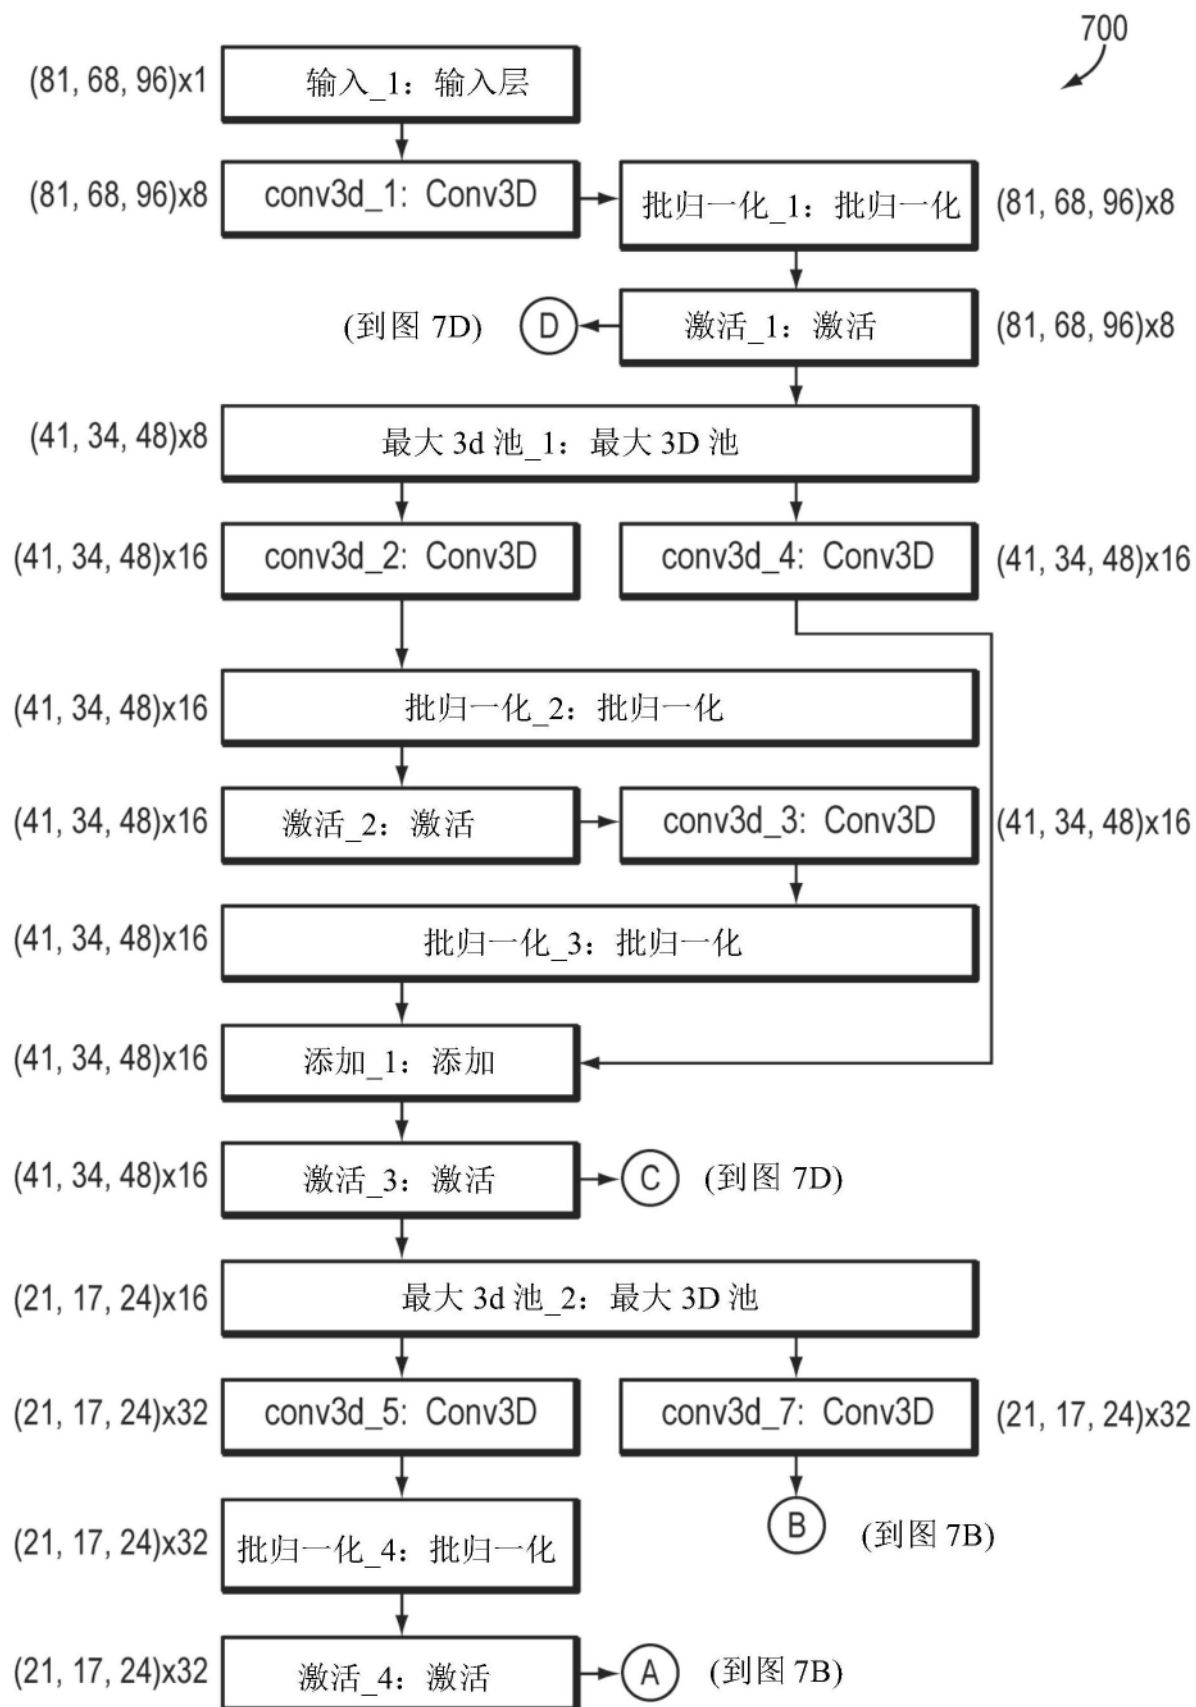 700
(81, 68, 96)x1 输入_1：输入层
(81, 68, 96)x8 conv3d_1: Conv3D 批归一化_1：批归一化 (81, 68, 96)x8
(到图 7D) D 激活_1：激活 (81, 68, 96)x8
(41, 34, 48)x8 最大 3d 池_1：最大 3D 池
(41, 34, 48)x16 conv3d_2: Conv3D conv3d_4: Conv3D (41, 34, 48)x16
(41, 34, 48)x16 批归一化_2：批归一化
(41, 34, 48)x16 激活_2：激活 conv3d_3: Conv3D (41, 34, 48)x16
(41, 34, 48)x16 批归一化_3：批归一化
(41, 34, 48)x16 添加_1：添加
(41, 34, 48)x16 激活_3：激活 C (到图 7D)
(21, 17, 24)x16 最大 3d 池_2：最大 3D 池
(21, 17, 24)x32 conv3d_5: Conv3D conv3d_7: Conv3D (21, 17, 24)x32
B (到图 7B)
(21, 17, 24)x32 批归一化_4：批归一化
(21, 17, 24)x32 激活_4：激活 A (到图 7B)